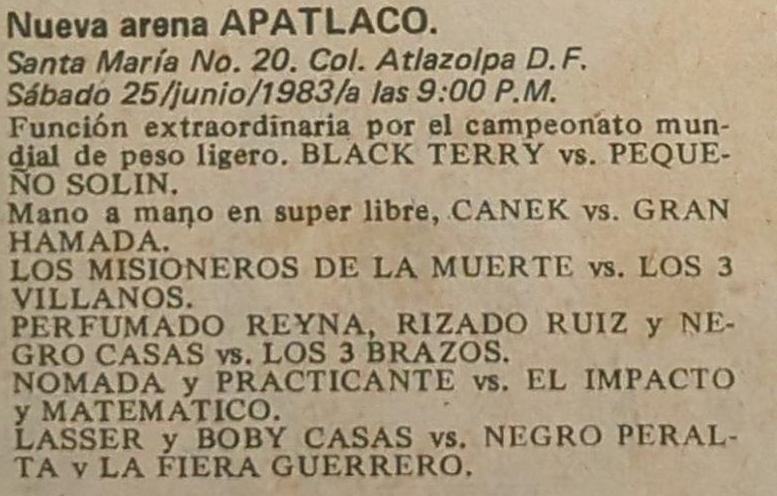 Nueva arena APATLACO.
Santa María No. 20. Col. Atlazolpa D.F.
Sábado 25/junio/1983/a las 9:00 P.M.
Función extraordinaria por el campeonato mun-
dial de peso ligero. BLACK TERRY vs. PEQUE-
ÑO SOLIN.
Mano a mano en super libre, CANEK vs. GRAN
HAMADA.
LOS MISIONEROS DE LA MUERTE vs. LOS 3
VILLANOS.
PERFUMADO REYNA, RIZADO RUIZ y NE-
GRO CASAS vs. LOS 3 BRAZOS.
NOMADA y PRACTICANTE vs. EL IMPACTO
y MATEMATICO.
LASSER y BOBY CASAS vs. NEGRO PERAL-
TA y LA FIERA GUERRERO.